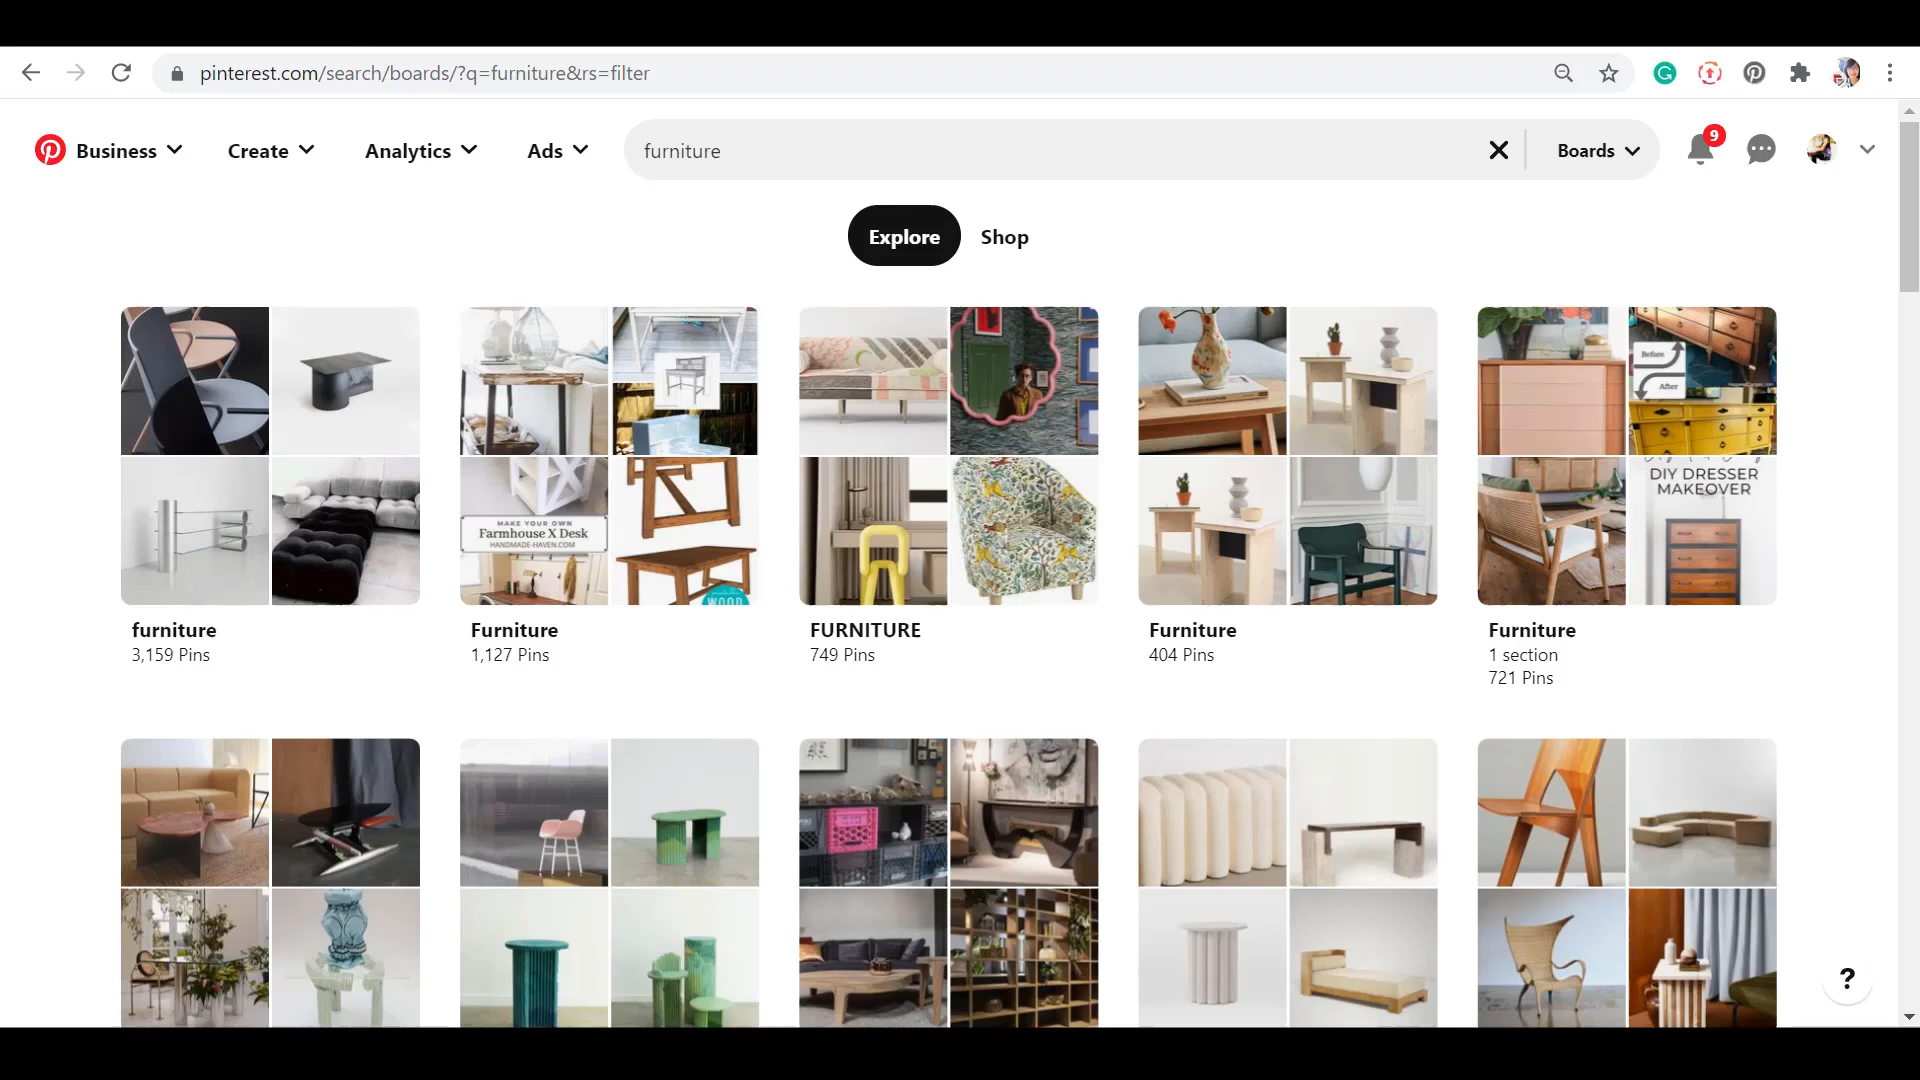 pinterest.com/search/boards/?q=furniture&rs=filter
Business
Create
Analytics
Ads
furniture
Boards
9
Explore
Shop
Before
After
MAKE YOUR OWN
Farmhouse X Desk
HANDMADE-HAVEN.COM
WOOD
DIY DRESSER
MAKEOVER
furniture
3,159 Pins
Furniture
1,127 Pins
FURNITURE
749 Pins
Furniture
404 Pins
Furniture
1 section
721 Pins
?